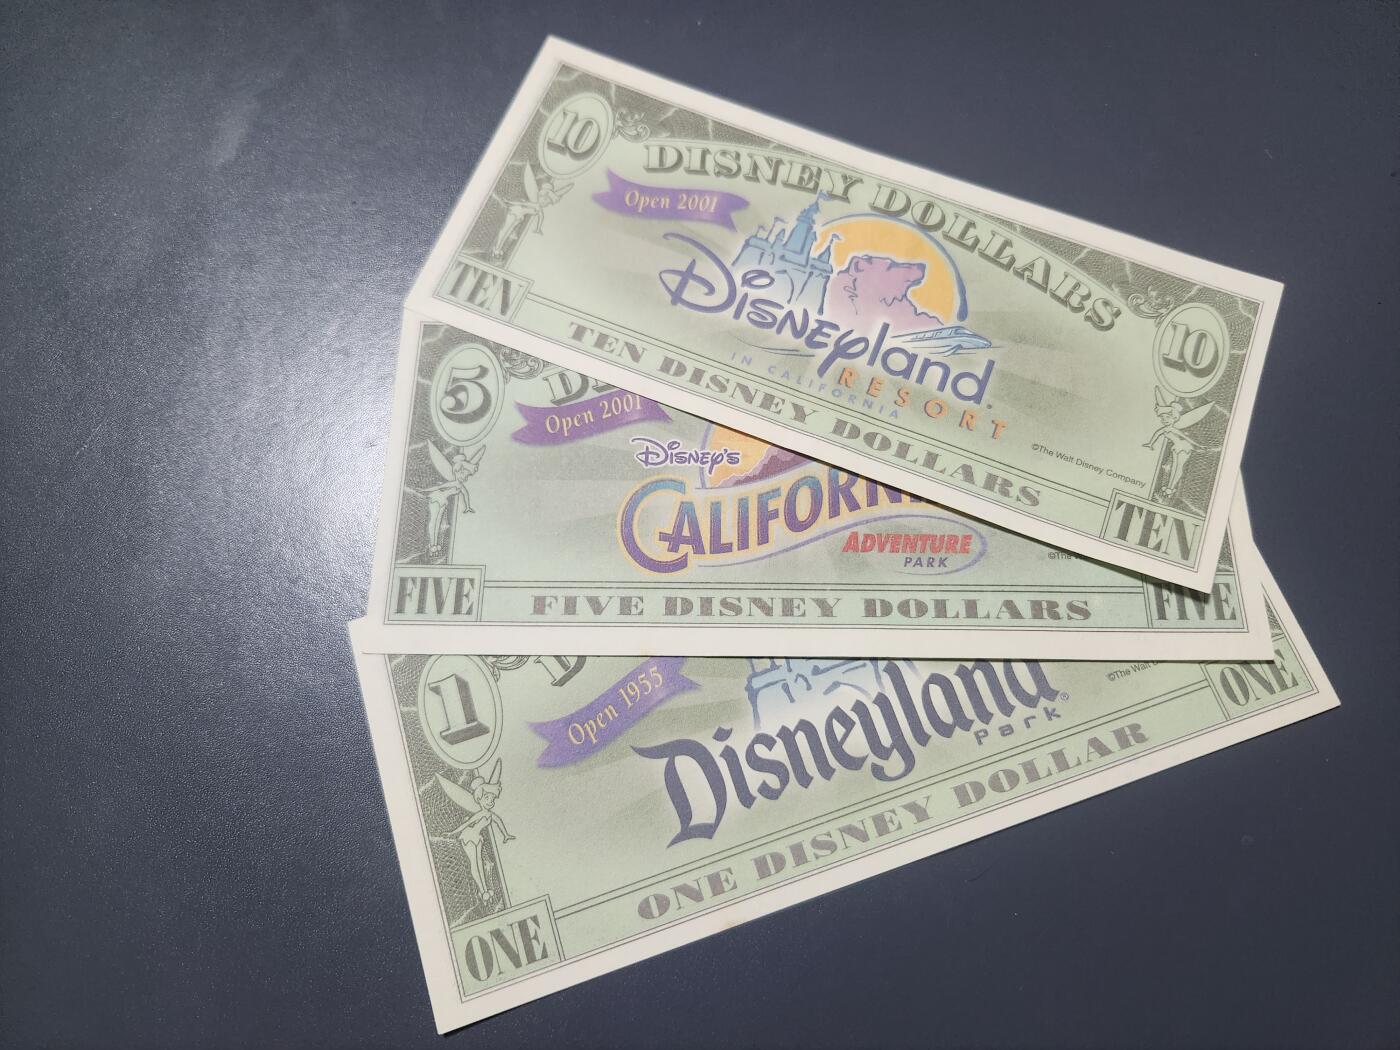 10
DISNEY DOLLARS
Open 2001
DISNEYLAND
RESORT
IN CALIFORNIA
10
TEN
TEN DISNEY DOLLARS
©The Walt Disney Company
TEN
5
Open 2001
DISNEY'S
CALIFORN
ADVENTURE
PARK
©The
FIVE
FIVE DISNEY DOLLARS
FIVE
1
Open 1955
Disneyland®
Park
©The Walt
ONE
ONE DISNEY DOLLAR
ONE